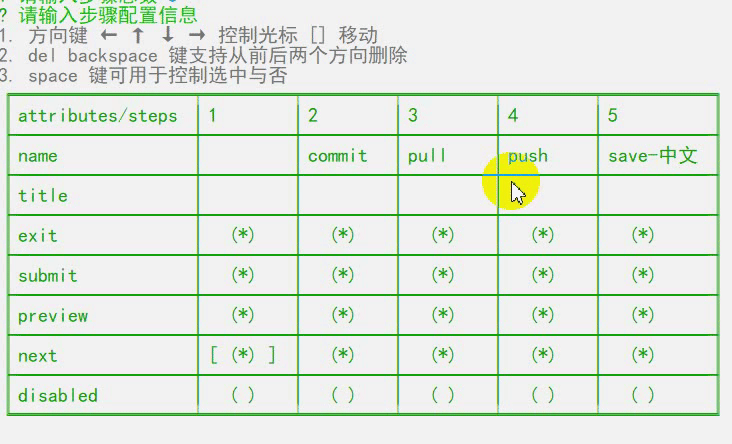 ? 请输入步骤配置信息
1. 方向键 ← ↑ ↓ → 控制光标 [] 移动
2. del backspace 键支持从前后两个方向删除
3. space 键可用于控制选中与否
attributes/steps 1 2 3 4 5
name commit pull push save-中文
title
exit (*) (*) (*) (*) (*)
submit (*) (*) (*) (*) (*)
preview (*) (*) (*) (*) (*)
next [ (*) ] (*) (*) (*) (*)
disabled ( ) ( ) ( ) ( ) ( )